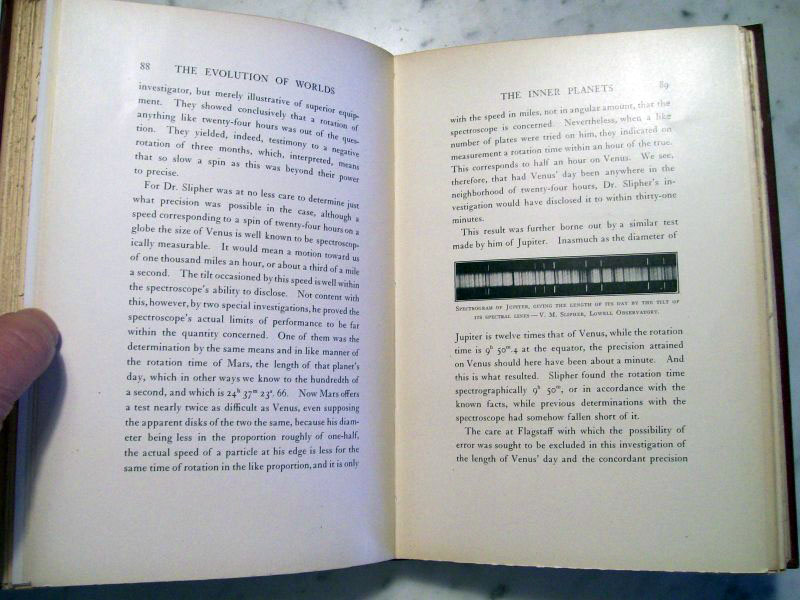 88 THE EVOLUTION OF WORLDS
investigator, but merely illustrative of superior equip-
ment. They showed conclusively that a rotation of
anything like twenty-four hours was out of the ques-
tion. They yielded, indeed, testimony to a negative
rotation of three months, which, interpreted, means
that so slow a spin as this was beyond their power
to precise.
For Dr. Slipher was at no less care to determine just
what precision was possible in the case, although a
speed corresponding to a spin of twenty-four hours on a
globe the size of Venus is well known to be spectroscop-
ically measurable. It would mean a motion toward us
of one thousand miles an hour, or about a third of a mile
a second. The tilt occasioned by this speed is well within
the spectroscope's ability to disclose. Not content with
this, however, by two special investigations, he proved the
spectroscope's actual limits of performance to be far
within the quantity concerned. One of them was the
determination by the same means and in like manner of
the rotation time of Mars, the length of that planet's
day, which in other ways we know to the hundredth of
a second, and which is 24h 37m 23s. 66. Now Mars offers
a test nearly twice as difficult as Venus, even supposing
the apparent disks of the two the same, because his diam-
eter being less in the proportion roughly of one-half,
the actual speed of a particle at his edge is less for the
same time of rotation in the like proportion, and it is only
THE INNER PLANETS 89
with the speed in miles, not in angular amount, that the
spectroscope is concerned. Nevertheless, when a like
number of plates were tried on him, they indicated on
measurement a rotation time within an hour of the true.
This corresponds to half an hour on Venus. We see,
therefore, that had Venus' day been anywhere in the
neighborhood of twenty-four hours, Dr. Slipher's in-
vestigation would have disclosed it to within thirty-one
minutes.
This result was further borne out by a similar test
made by him of Jupiter. Inasmuch as the diameter of
Spectrogram of Jupiter, giving the length of its day by the tilt of
its spectral lines — V. M. Slipher, Lowell Observatory.
Jupiter is twelve times that of Venus, while the rotation
time is 9h 50m.4 at the equator, the precision attained
on Venus should here have been about a minute. And
this is what resulted. Slipher found the rotation time
spectrographically 9h 50m, or in accordance with the
known facts, while previous determinations with the
spectroscope had somehow fallen short of it.
The care at Flagstaff with which the possibility of
error was sought to be excluded in this investigation of
the length of Venus' day and the concordant precision